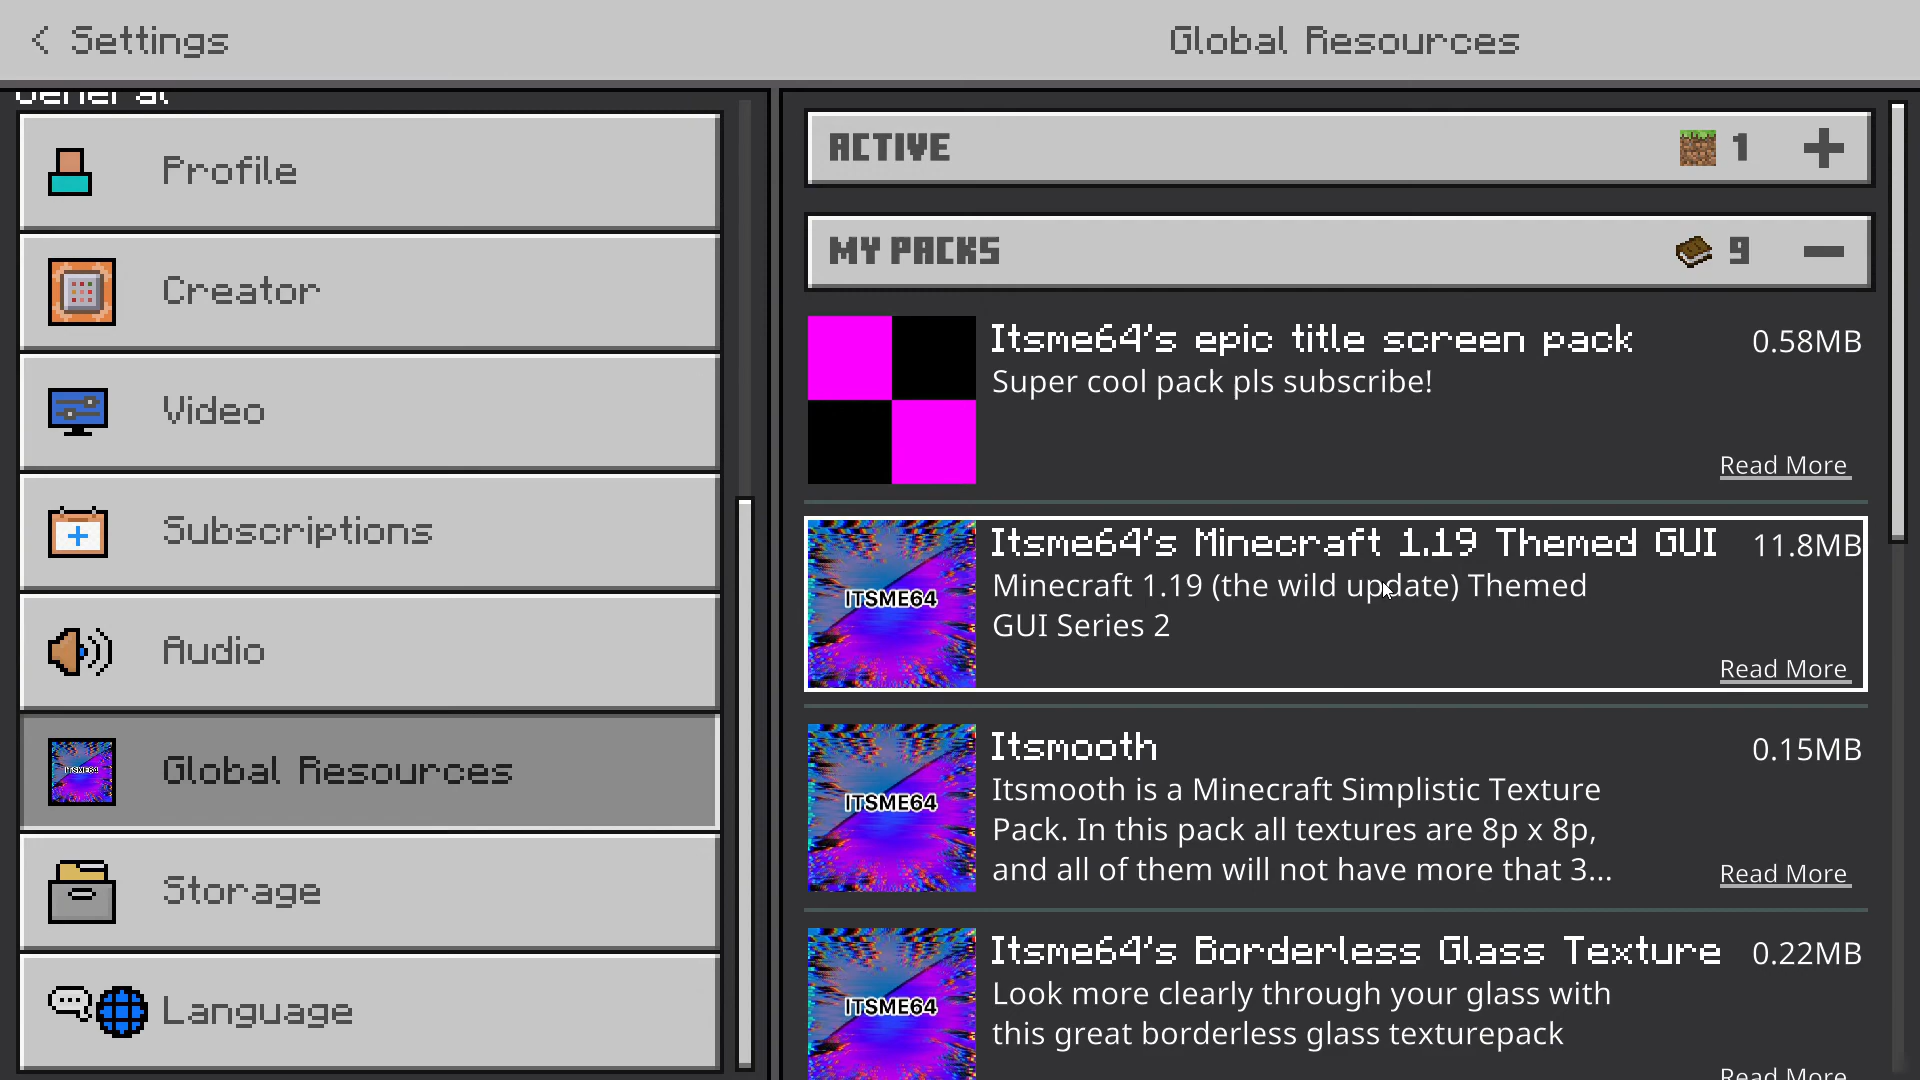 Settings
Global Resources
General
Profile
Creator
Video
Subscriptions
Audio
Global Resources
Storage
Language
ACTIVE 1
MY PACKS 9
Itsme64's epic title screen pack 0.58MB
Super cool pack pls subscribe!
Read More
Itsme64's Minecraft 1.19 Themed GUI 11.8MB
Minecraft 1.19 (the wild update) Themed
GUI Series 2
Read More
ITSME64
Itsmooth 0.15MB
Itsmooth is a Minecraft Simplistic Texture
Pack. In this pack all textures are 8p x 8p,
and all of them will not have more that 3...
Read More
ITSME64
Itsme64's Borderless Glass Texture 0.22MB
Look more clearly through your glass with
this great borderless glass texturepack
Read More
ITSME64
ITSME64